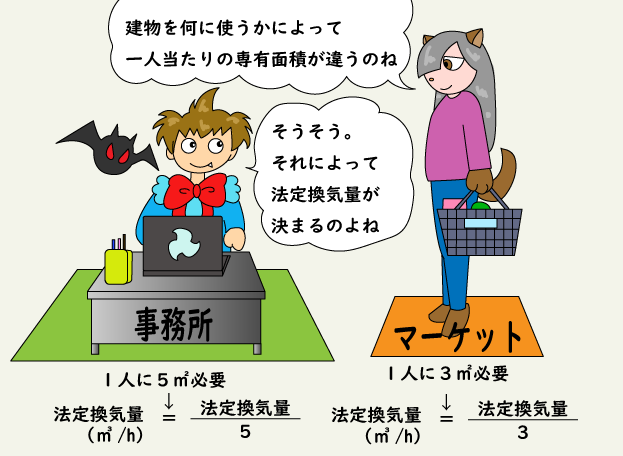 建物を何に使うかによって
一人当たりの専有面積が違うのね
そうそう。
それによって
法定換気量が
決まるのよね
事務所
マーケット
1人に5㎡必要
↓
法定換気量
(㎥/h)
=
法定換気量
5
1人に3㎡必要
↓
法定換気量
(㎥/h)
=
法定換気量
3